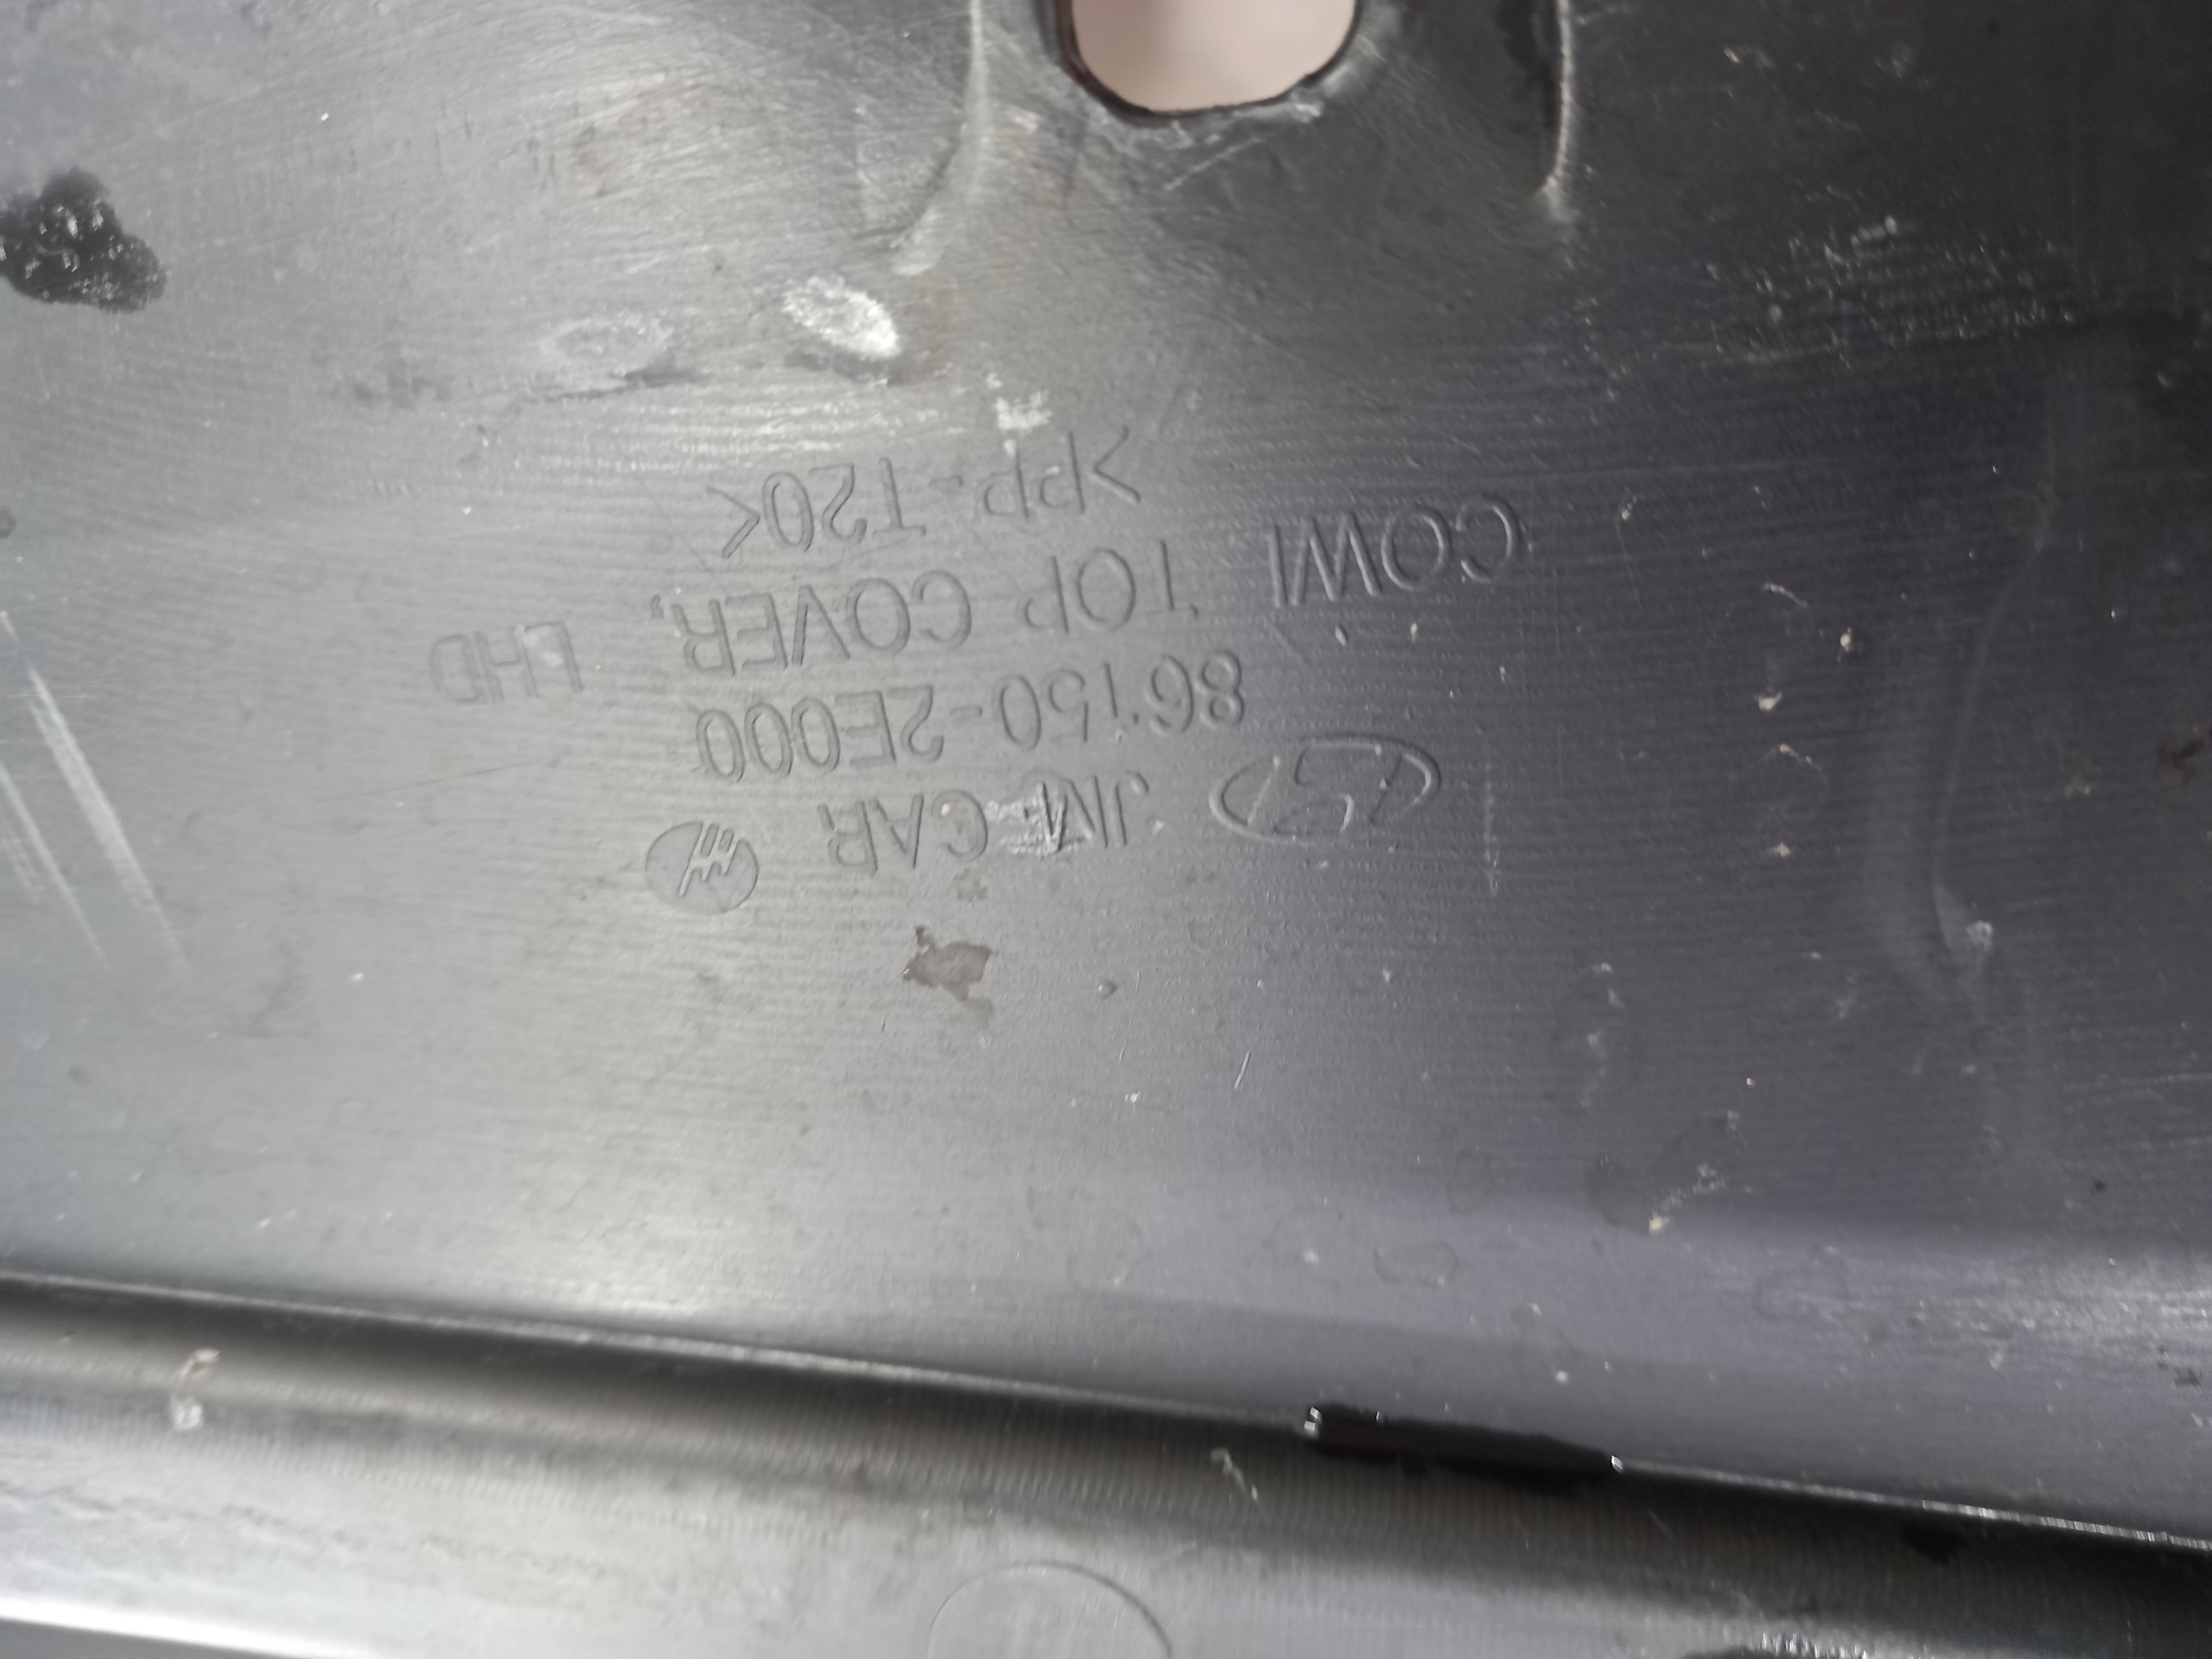 JM CAR
86150-2E000
COWL TOP COVER, LHD
>PP-T20<